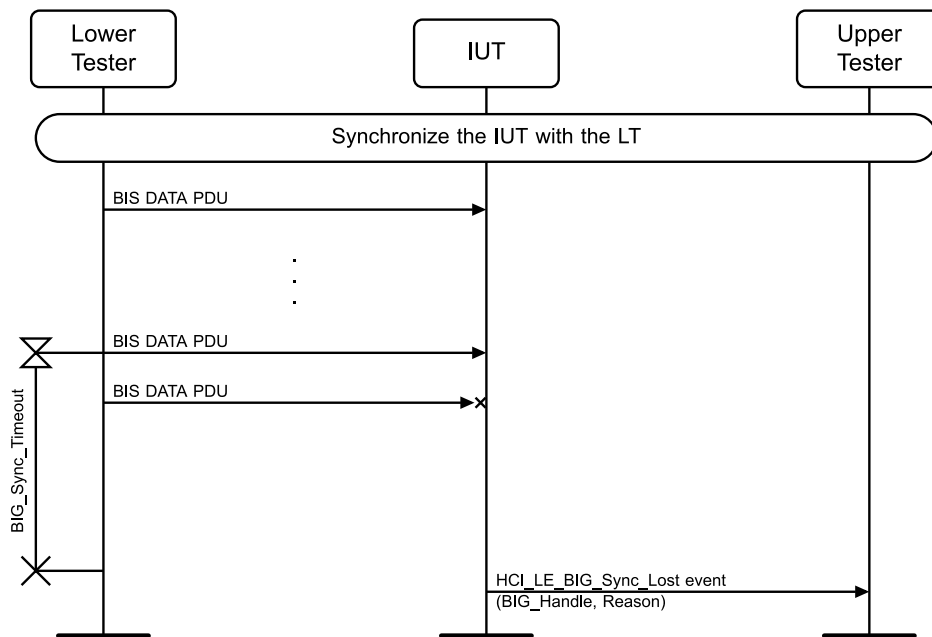 Lower
Tester
IUT
Upper
Tester
Synchronize the IUT with the LT
BIS DATA PDU
BIS DATA PDU
BIS DATA PDU
BIG_Sync_Timeout
HCI_LE_BIG_Sync_Lost event
(BIG_Handle, Reason)